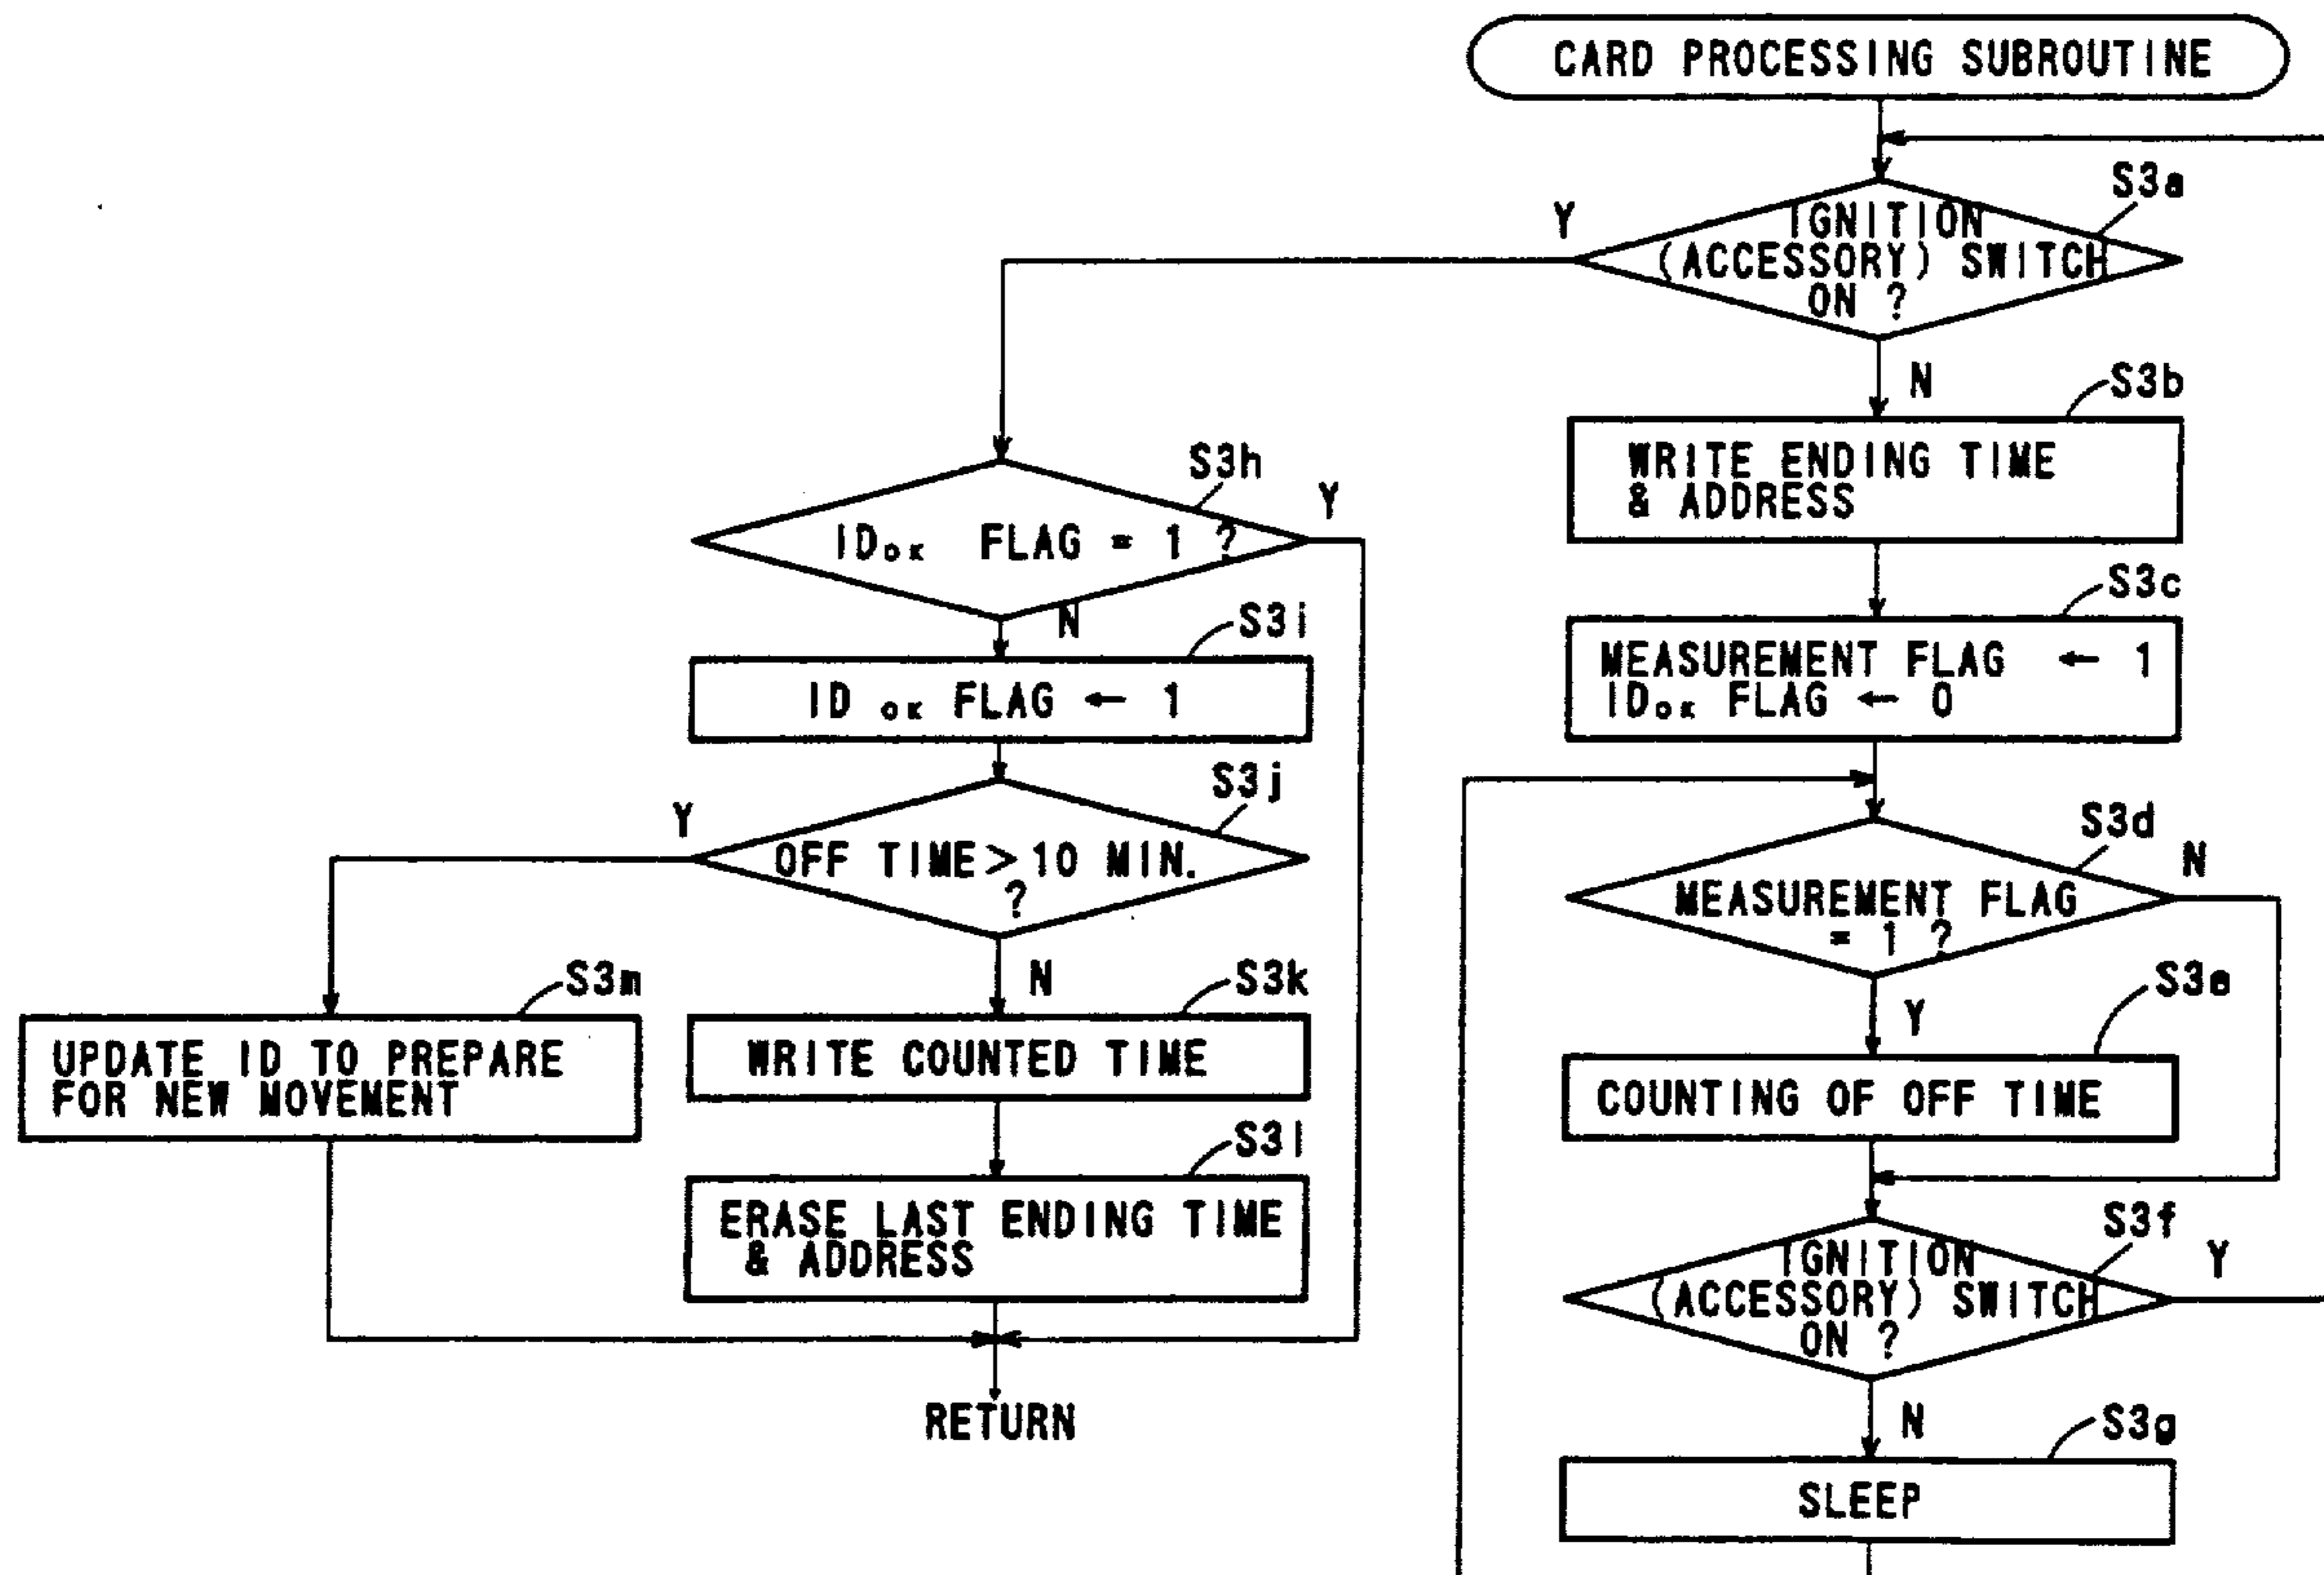 CARD PROCESSING SUBROUTINE
S3a
Y
IGNITION
(ACCESSORY) SWITCH
ON ?
N
S3b
WRITE ENDING TIME
& ADDRESS
S3c
MEASUREMENT FLAG ← 1
IDOK FLAG ← 0
S3d
N
MEASUREMENT FLAG
= 1 ?
Y
S3e
COUNTING OF OFF TIME
S3f
Y
IGNITION
(ACCESSORY) SWITCH
ON ?
N
S3g
SLEEP
S3h
Y
IDOK FLAG = 1 ?
N
S3i
ID OK FLAG ← 1
S3j
Y
OFF TIME > 10 MIN.
?
N
S3k
WRITE COUNTED TIME
S3l
ERASE LAST ENDING TIME
& ADDRESS
S3m
UPDATE ID TO PREPARE
FOR NEW MOVEMENT
RETURN